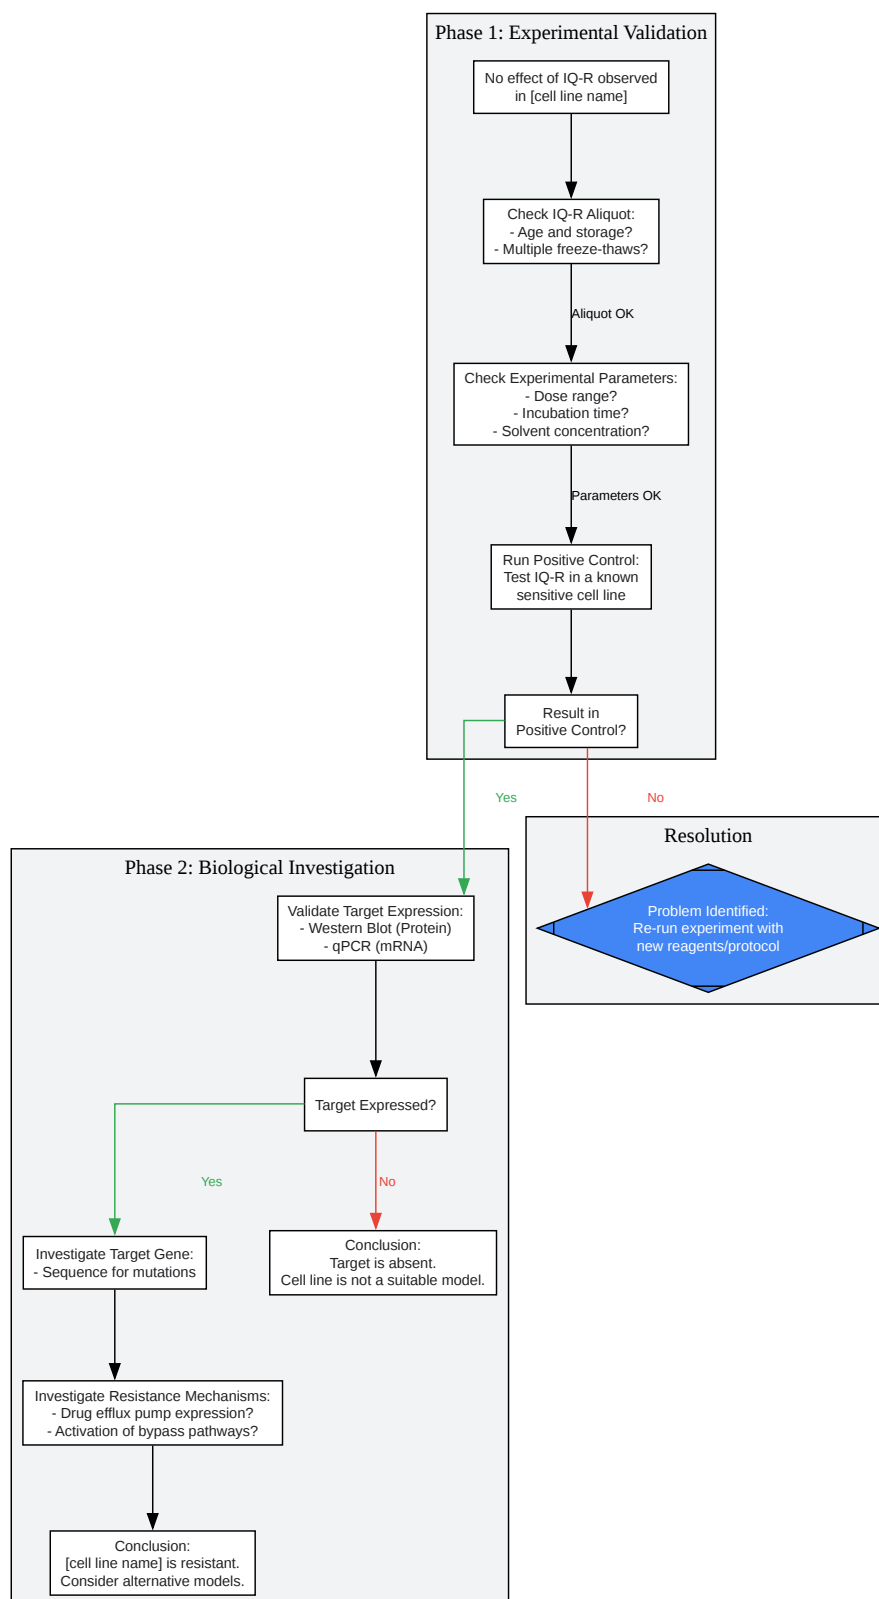 Phase 1: Experimental Validation
No effect of IQ-R observed
in [cell line name]
Check IQ-R Aliquot:
- Age and storage?
- Multiple freeze-thaws?
Aliquot OK
Check Experimental Parameters:
- Dose range?
- Incubation time?
- Solvent concentration?
Parameters OK
Run Positive Control:
Test IQ-R in a known
sensitive cell line
Result in
Positive Control?
Yes
No
Resolution
Problem Identified:
Re-run experiment with
new reagents/protocol
Phase 2: Biological Investigation
Validate Target Expression:
- Western Blot (Protein)
- qPCR (mRNA)
Target Expressed?
Yes
No
Investigate Target Gene:
- Sequence for mutations
Conclusion:
Target is absent.
Cell line is not a suitable model.
Investigate Resistance Mechanisms:
- Drug efflux pump expression?
- Activation of bypass pathways?
Conclusion:
[cell line name] is resistant.
Consider alternative models.